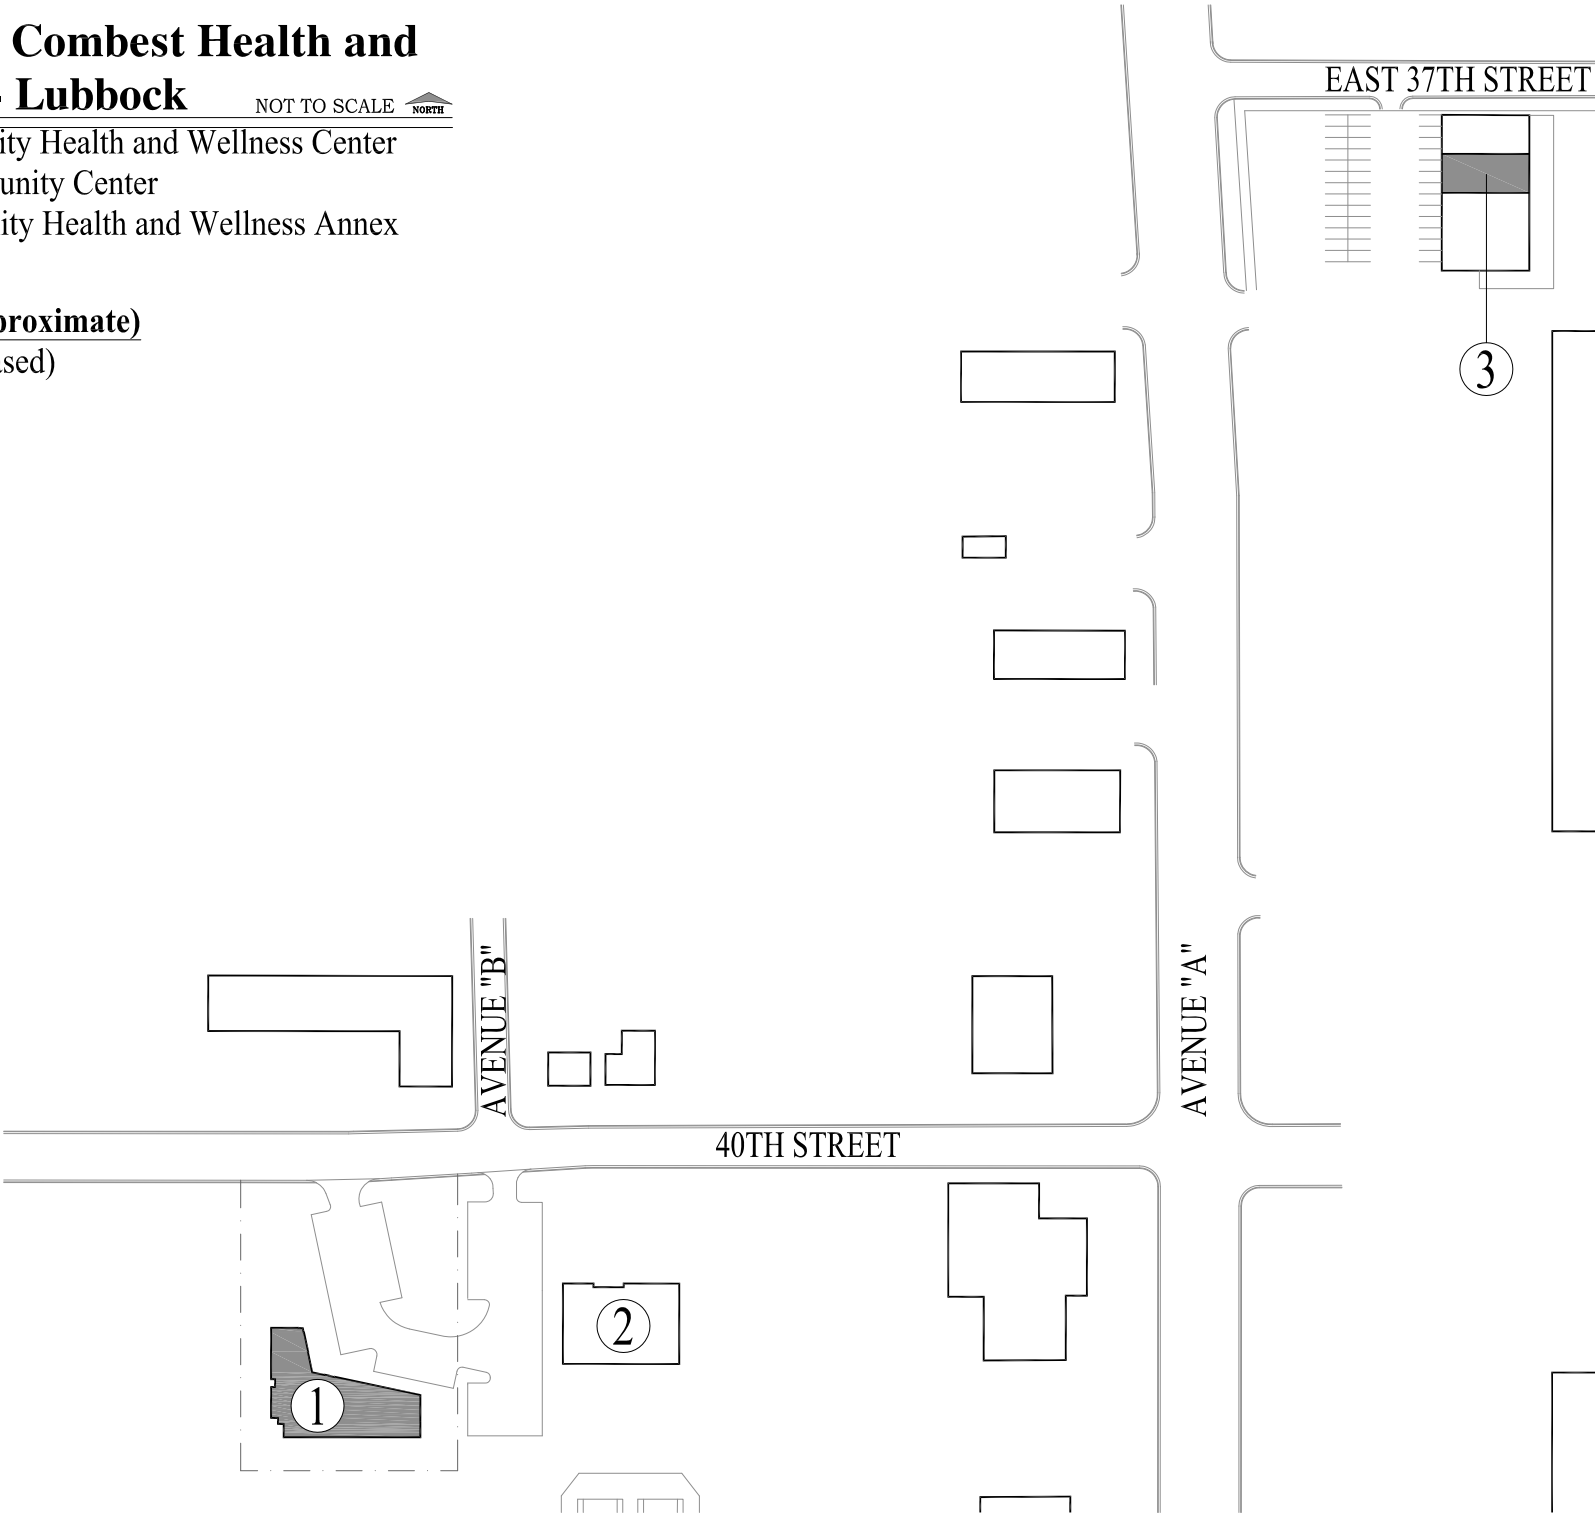 Combest Health and
- Lubbock NOT TO SCALE NORTH
ity Health and Wellness Center
unity Center
ity Health and Wellness Annex
proximate)
ased)
EAST 37TH STREET
3
AVENUE "B"
AVENUE "A"
40TH STREET
2
1